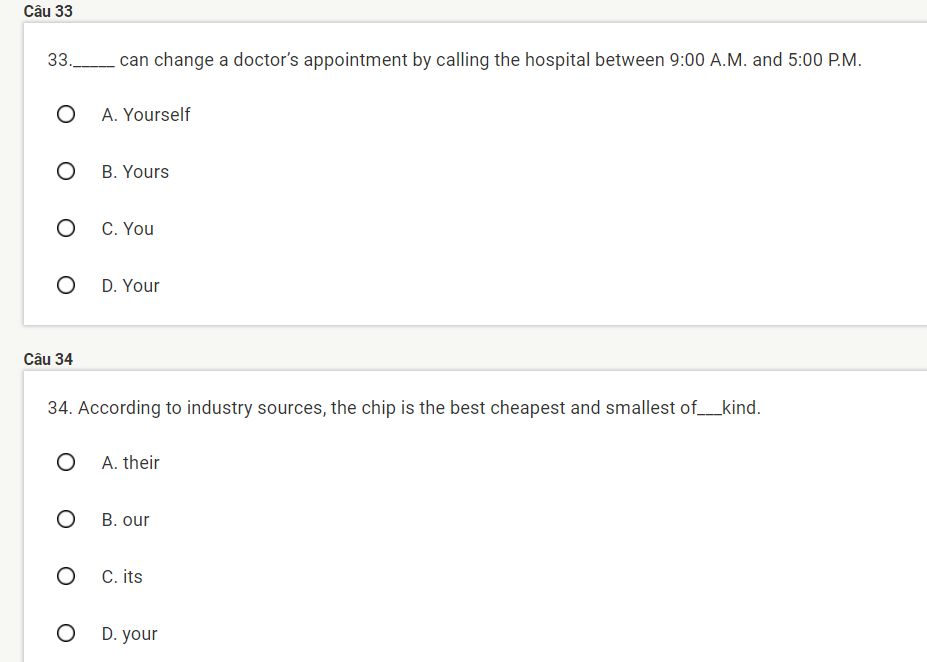 Câu 33
33._____ can change a doctor’s appointment by calling the hospital between 9:00 A.M. and 5:00 P.M.
A. Yourself
B. Yours
C. You
D. Your
Câu 34
34. According to industry sources, the chip is the best cheapest and smallest of___kind.
A. their
B. our
C. its
D. your